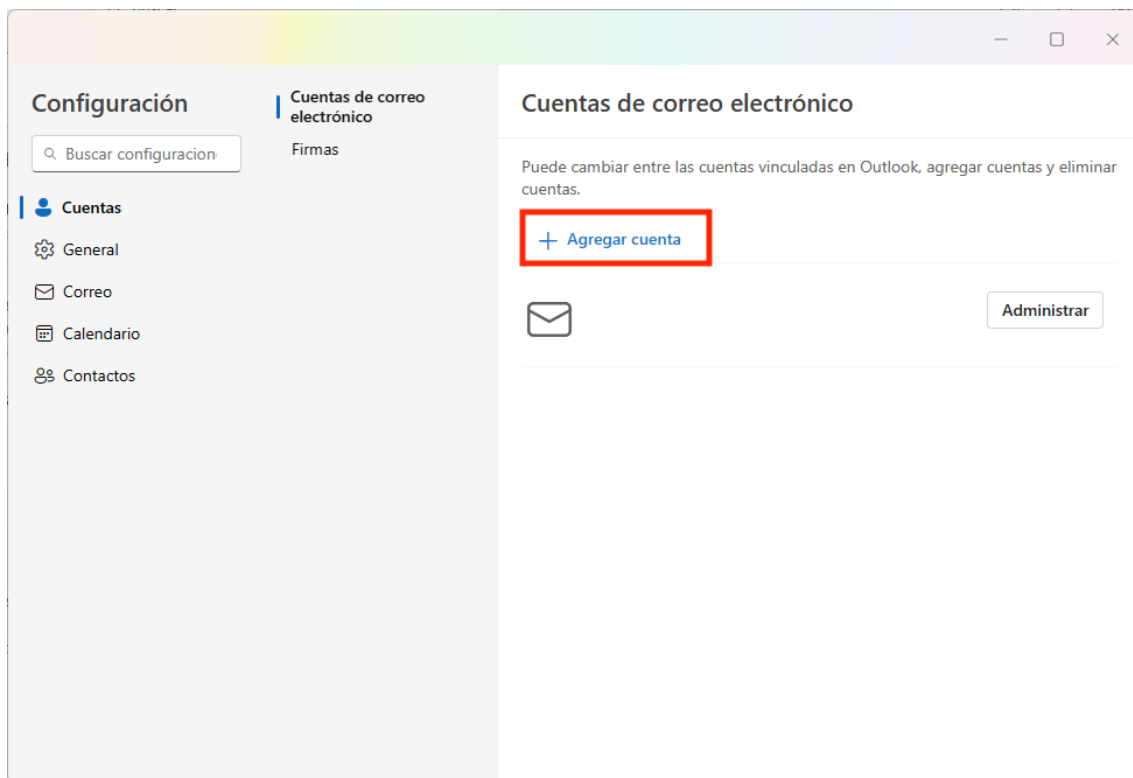 Configuración
Buscar configuracion
Cuentas
General
Correo
Calendario
Contactos
Cuentas de correo
electrónico
Firmas
Cuentas de correo electrónico
Puede cambiar entre las cuentas vinculadas en Outlook, agregar cuentas y eliminar
cuentas.
Agregar cuenta
Administrar